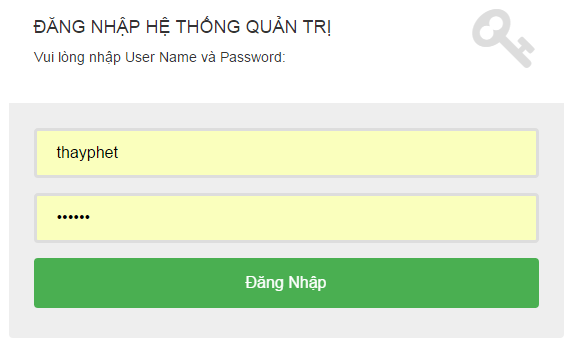 ĐĂNG NHẬP HỆ THỐNG QUẢN TRỊ
Vui lòng nhập User Name và Password:
thayphet
••••••
Đăng Nhập